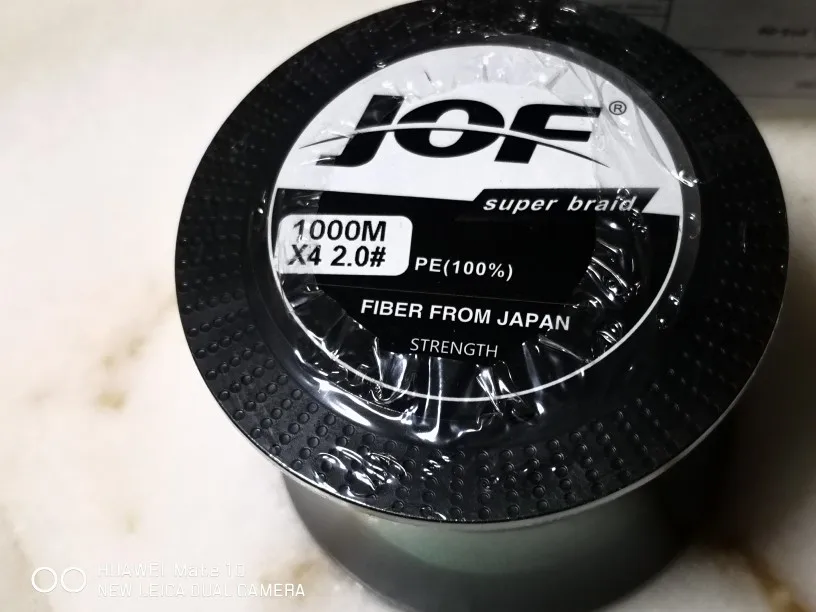 JOF®
super braid
1000M
X4 2.0#
PE(100%)
FIBER FROM JAPAN
STRENGTH
HUAWEI Mate 10
NEW LEICA DUAL CAMERA